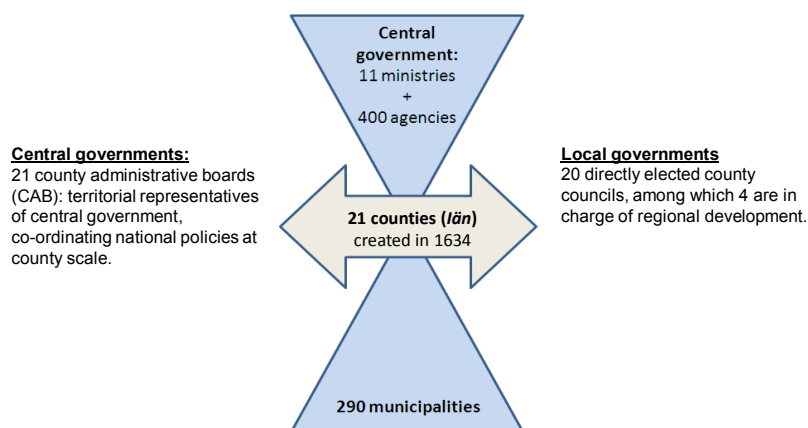 Central
government:
11 ministries
+
400 agencies
Central governments:
21 county administrative boards
(CAB): territorial representatives
of central government,
co-ordinating national policies at
county scale.
21 counties (län)
created in 1634
Local governments
20 directly elected county
councils, among which 4 are in
charge of regional development.
290 municipalities